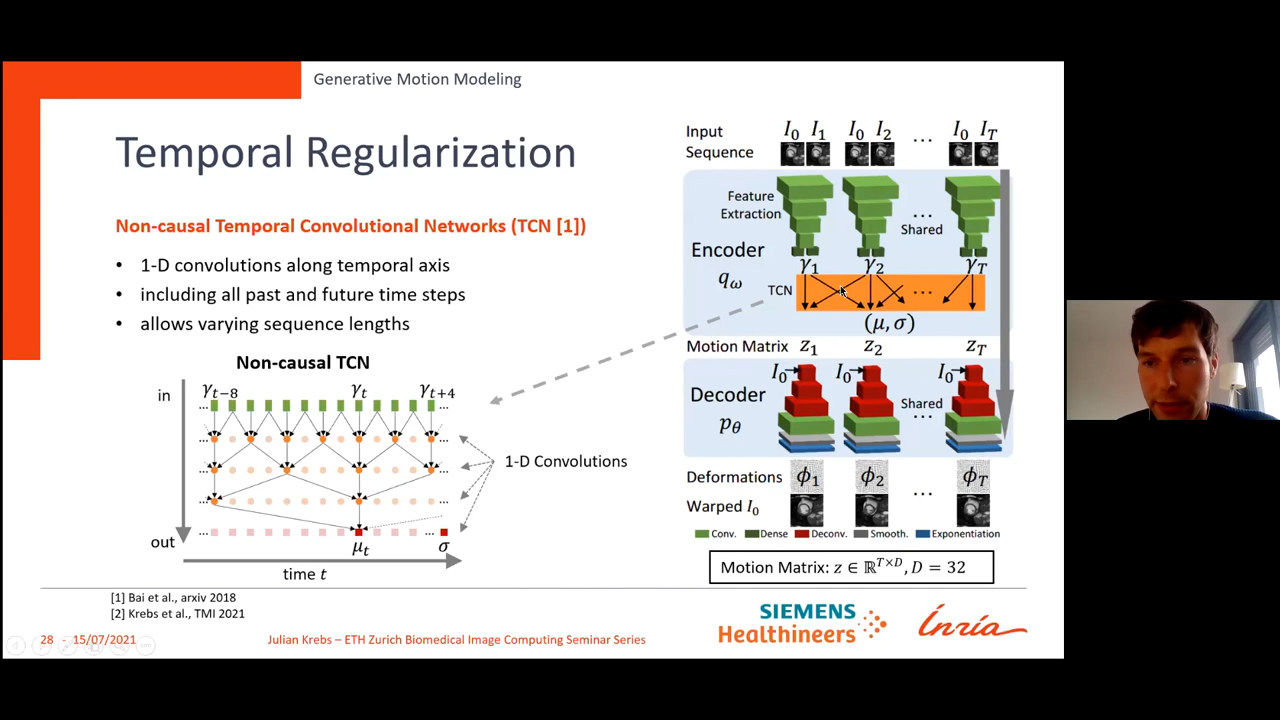 Generative Motion Modeling
Temporal Regularization
Non-causal Temporal Convolutional Networks (TCN [1])
• 1-D convolutions along temporal axis
• including all past and future time steps
• allows varying sequence lengths
Non-causal TCN
in
γt−8 γt γt+4
... ...
... ...
... ...
... ...
... ... 
1-D Convolutions
out
μt σ
time t
Input
Sequence
I0 I1 I0 I2 ... I0 IT
Feature
Extraction
... 
Shared
Encoder
qω
γ1 γ2 γT
TCN
...
(μ, σ)
Motion Matrix z1 z2 zT
I0 I0 I0
Decoder
pθ
Shared
...
Deformations ϕ1 ϕ2 ϕT
...
Warped I0
Conv. Dense Deconv. Smooth. Exponentiation
Motion Matrix: z ∈ ℝT×D, D = 32
[1] Bai et al., arxiv 2018
[2] Krebs et al., TMI 2021
28 - 15/07/2021
Julian Krebs – ETH Zurich Biomedical Image Computing Seminar Series
SIEMENS
Healthineers
Inria